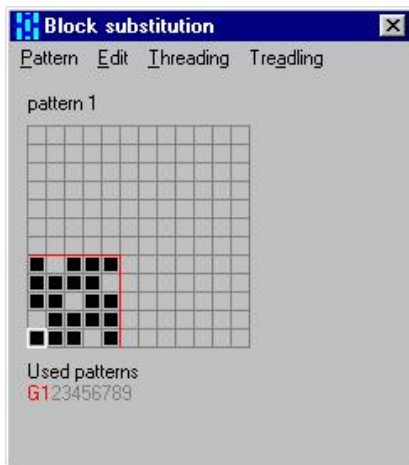 Block substitution
Pattern Edit Threading Treadling
pattern 1
Used patterns
G123456789